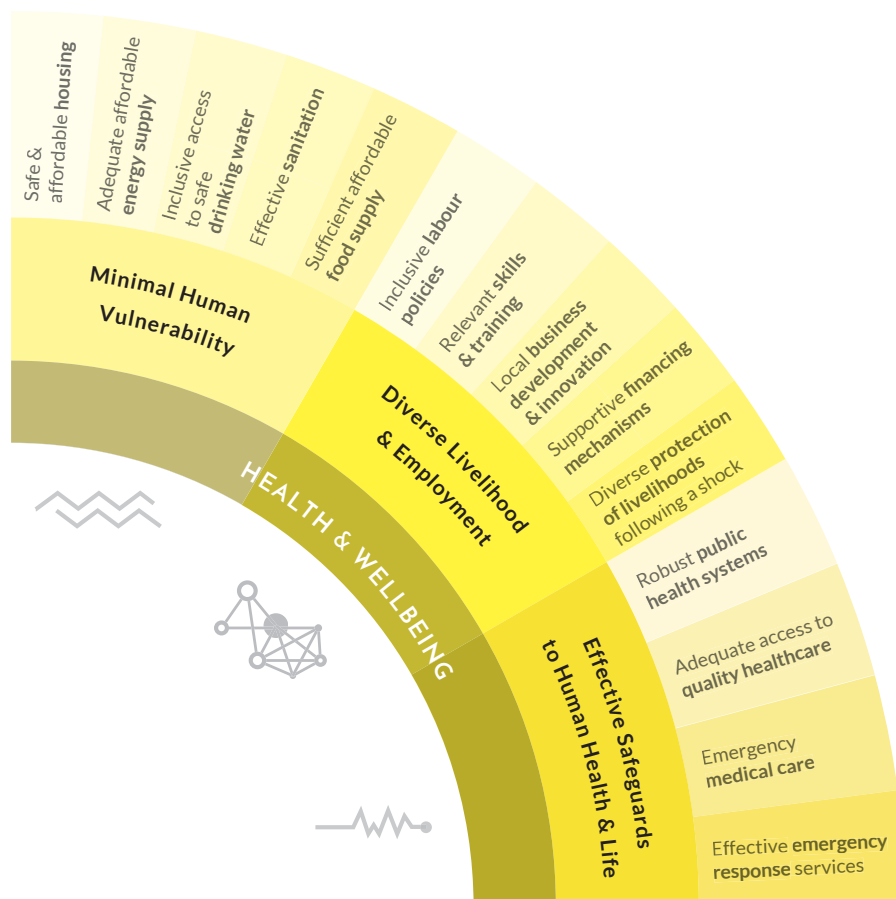 Safe &
affordable housing
Adequate affordable
energy supply
Inclusive access
to safe
drinking water
Effective sanitation
Sufficient affordable
food supply
Inclusive labour
policies
Relevant skills
& training
Local business
development
& innovation
Supportive financing
mechanisms
Diverse protection
of livelihoods
following a shock
Robust public
health systems
Adequate access to
quality healthcare
Emergency
medical care
Effective emergency
response services
Minimal Human
Vulnerability
Diverse Livelihood
& Employment
Effective Safeguards
to Human Health & Life
HEALTH & WELLBEING